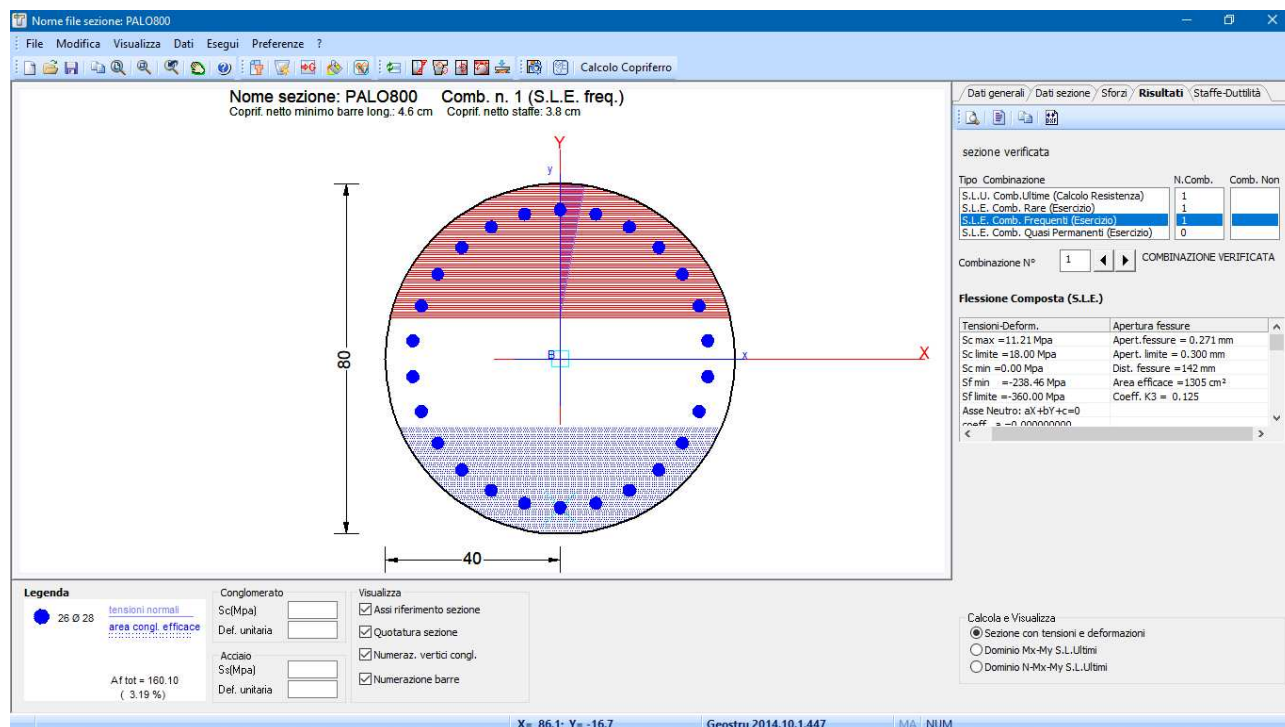 Nome file sezione: PALO800
File Modifica Visualizza Dati Esegui Preferenze ?
Calcolo Copriferro
Nome sezione: PALO800 Comb. n. 1 (S.L.E. freq.)
Coprif. netto minimo barre long.: 4.6 cm Coprif. netto staffe: 3.8 cm
Y
y
B
x
X
80
40
Dati generali Dati sezione Sforzi Risultati Staffe-Duttilità
sezione verificata
Tipo Combinazione N.Comb. Comb. Non
S.L.U. Comb.Ultime (Calcolo Resistenza) 1
S.L.E. Comb. Rare (Esercizio) 1
S.L.E. Comb. Frequenti (Esercizio) 1
S.L.E. Comb. Quasi Permanenti (Esercizio) 0
Combinazione N° 1 COMBINAZIONE VERIFICATA
Flessione Composta (S.L.E.)
Tensioni-Deform. Apertura fessure
Sc max =11.21 Mpa Apert.fessure = 0.271 mm
Sc limite =18.00 Mpa Apert. limite = 0.300 mm
Sc min =0.00 Mpa Dist. fessure =142 mm
Sf min =-238.46 Mpa Area efficace =1305 cm²
Sf limite =-360.00 Mpa Coeff. K3 = 0.125
Asse Neutro: aX+bY+c=0
coeff. a =0.000000000
Legenda
26 Ø 28
tensioni normali
area congl. efficace
Af tot = 160.10
( 3.19 %)
Conglomerato
Sc(Mpa)
Def. unitaria
Acciaio
Ss(Mpa)
Def. unitaria
Visualizza
Assi riferimento sezione
Quotatura sezione
Numeraz. vertici congl.
Numerazione barre
Calcola e Visualizza
Sezione con tensioni e deformazioni
Dominio Mx-My S.L.Ultimi
Dominio N-Mx-My S.L.Ultimi
X= 86.1; Y= -16.7 Geostru 2014.10.1.447 MA NUM